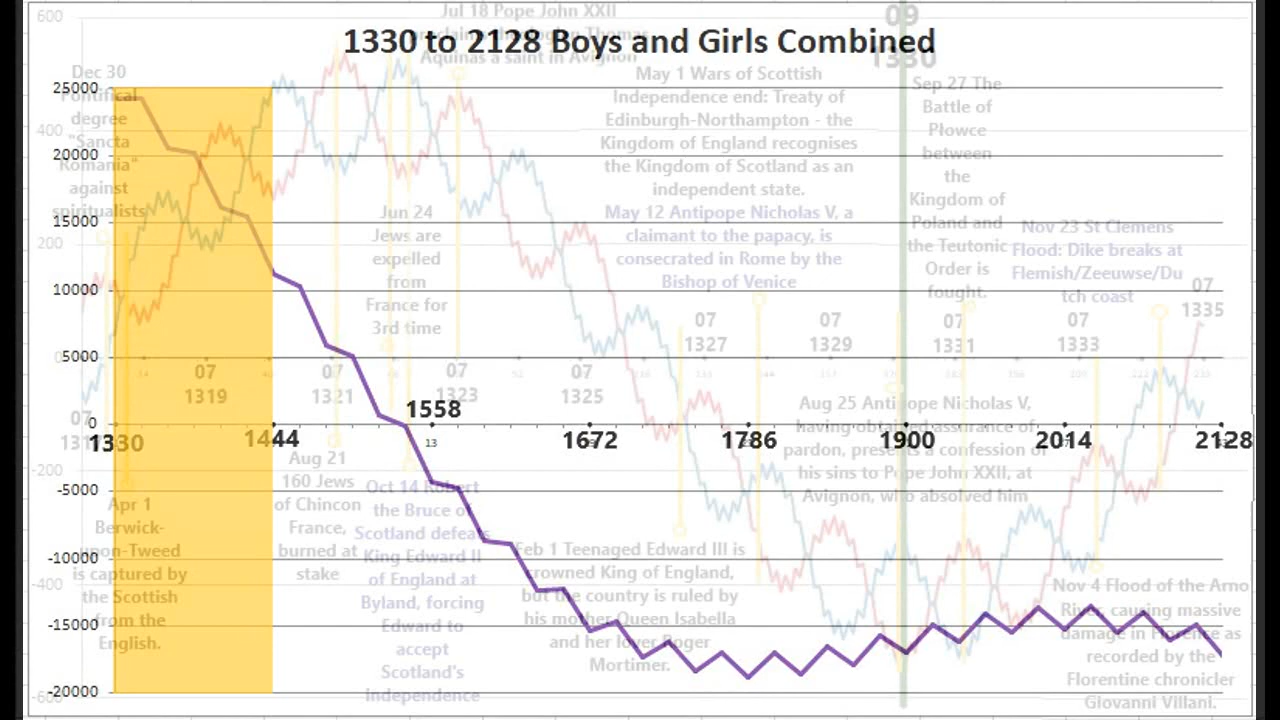 600
Jul 18 Pope John XXII
Aquinas a saint in Avignon
09
1330
1330 to 2128 Boys and Girls Combined
Dec 30
Pontifical
degree
"Sancta
Romania"
against
spiritualists
May 1 Wars of Scottish
Independence end: Treaty of
Edinburgh-Northampton - the
Kingdom of England recognises
the Kingdom of Scotland as an
independent state.
May 12 Antipope Nicholas V, a
claimant to the papacy, is
consecrated in Rome by the
Bishop of Venice
Sep 27 The
Battle of
Plowce
between
the
Kingdom of
Poland and
the Teutonic
Order is
fought.
Jun 24
Jews are
expelled
from
France for
3rd time
Nov 23 St Clemens
Flood: Dike breaks at
Flemish/Zeeuwse/Du
tch coast
25000
400
20000
15000
200
10000
5000
0
-5000
-200
-10000
-400
-15000
-20000
07
1319
07
1321
07
1323
07
1325
07
1327
07
1329
07
1331
07
1333
07
1335
1330
1444
1558
13
1672
1786
1900
2014
2128
Aug 25 Antipope Nicholas V,
having obtained assurance of
pardon, presents a confession of
his sins to Pope John XXII, at
Avignon, who absolved him
Apr 1
Berwick-
upon-Tweed
is captured by
the Scottish
from the
English.
Aug 21
160 Jews
of Chincon
France,
burned at
stake
Oct 14 Robert
the Bruce of
Scotland defeats
King Edward II
of England at
Byland, forcing
Edward to
accept
Scotland's
independence
Feb 1 Teenaged Edward III is
crowned King of England,
but the country is ruled by
his mother Queen Isabella
and her lover Roger
Mortimer.
Nov 4 Flood of the Arno
River, causing massive
damage in Florence as
recorded by the
Florentine chronicler
Giovanni Villani.